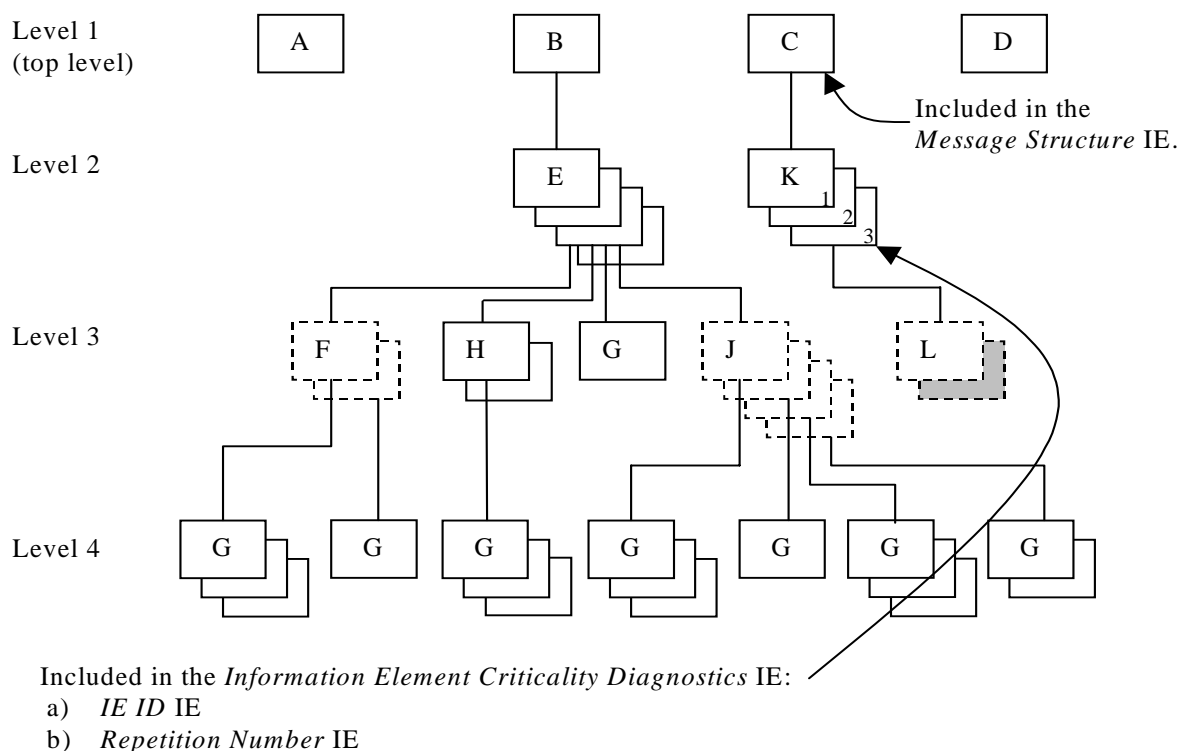 Level 1
(top level)
A
B
C
D
Included in the
Message Structure IE.
Level 2
E
K
1
2
3
Level 3
F
H
G
J
L
Level 4
G
G
G
G
G
G
G
Included in the Information Element Criticality Diagnostics IE:
a) IE ID IE
b) Repetition Number IE